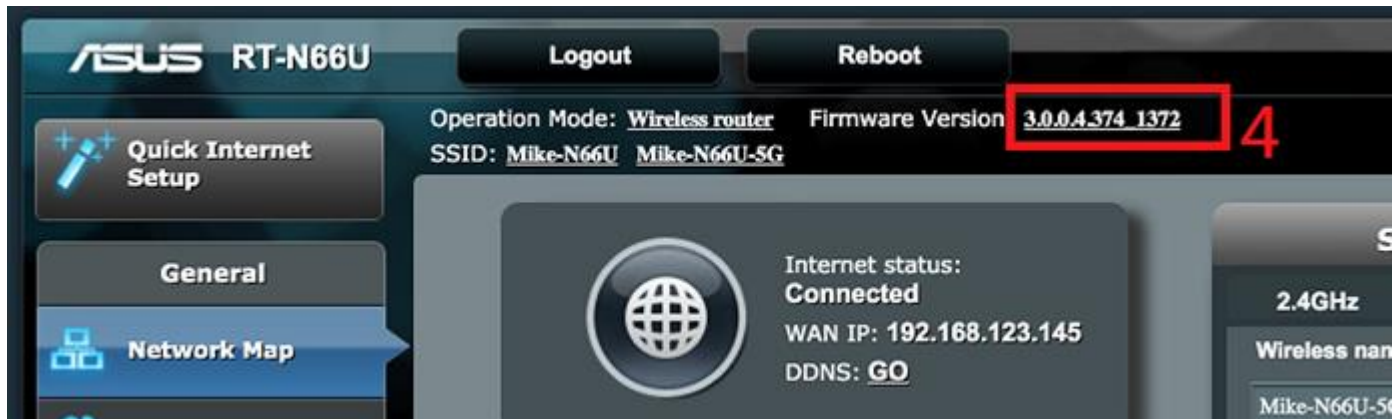 ASUS RT-N66U
Logout
Reboot
Operation Mode: Wireless router Firmware Version 3.0.0.4.374_1372
4
SSID: Mike-N66U Mike-N66U-5G
Quick Internet
Setup
General
Network Map
Internet status:
Connected
WAN IP: 192.168.123.145
DDNS: GO
S
2.4GHz
Wireless nam
Mike-N66U-5G